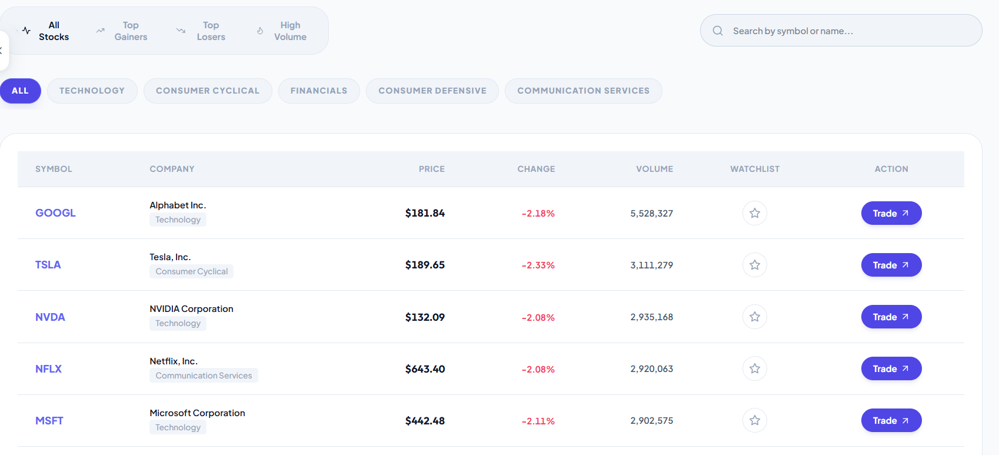 All Stocks
Top Gainers
Top Losers
High Volume
Search by symbol or name...
ALL
TECHNOLOGY
CONSUMER CYCLICAL
FINANCIALS
CONSUMER DEFENSIVE
COMMUNICATION SERVICES
SYMBOL COMPANY PRICE CHANGE VOLUME WATCHLIST ACTION
GOOGL Alphabet Inc. $181.84 -2.18% 5,528,327 Trade
Technology
TSLA Tesla, Inc. $189.65 -2.33% 3,111,279 Trade
Consumer Cyclical
NVDA NVIDIA Corporation $132.09 -2.08% 2,935,168 Trade
Technology
NFLX Netflix, Inc. $643.40 -2.08% 2,920,063 Trade
Communication Services
MSFT Microsoft Corporation $442.48 -2.11% 2,902,575 Trade
Technology